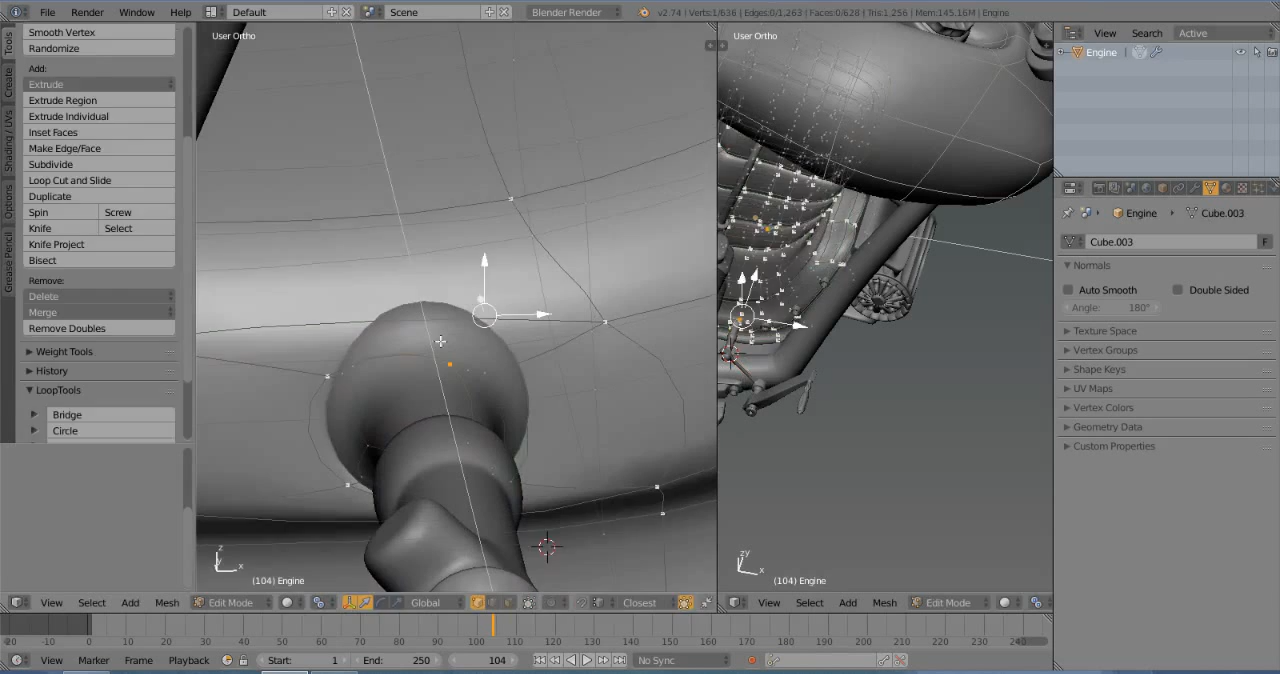 File Render Window Help Default Scene Blender Render v2.74 | Verts:1/636 | Edges:0/1,263 | Faces:0/628 | Tris:1,256 | Mem:145.16M | Engine
Tools
Create
Shading / UVs
Options
Grease Pencil
Smooth Vertex
Randomize
Add:
Extrude
Extrude Region
Extrude Individual
Inset Faces
Make Edge/Face
Subdivide
Loop Cut and Slide
Duplicate
Spin Screw
Knife Select
Knife Project
Bisect
Remove:
Delete
Merge
Remove Doubles
Weight Tools
History
LoopTools
Bridge
Circle
User Ortho
z
y
x
(104) Engine
View Select Add Mesh Edit Mode Global Closest
User Ortho
zy
x
(104) Engine
View Select Add Mesh Edit Mode
View Search Active
Engine
Engine Cube.003
Cube.003 F
Normals
Auto Smooth Double Sided
Angle: 180°
Texture Space
Vertex Groups
Shape Keys
UV Maps
Vertex Colors
Geometry Data
Custom Properties
-10 0 10 20 30 40 50 60 70 80 90 100 110 120 130 140 150 160 170 180 190 200 210 220 230
View Marker Frame Playback Start: 1 End: 250 104 No Sync